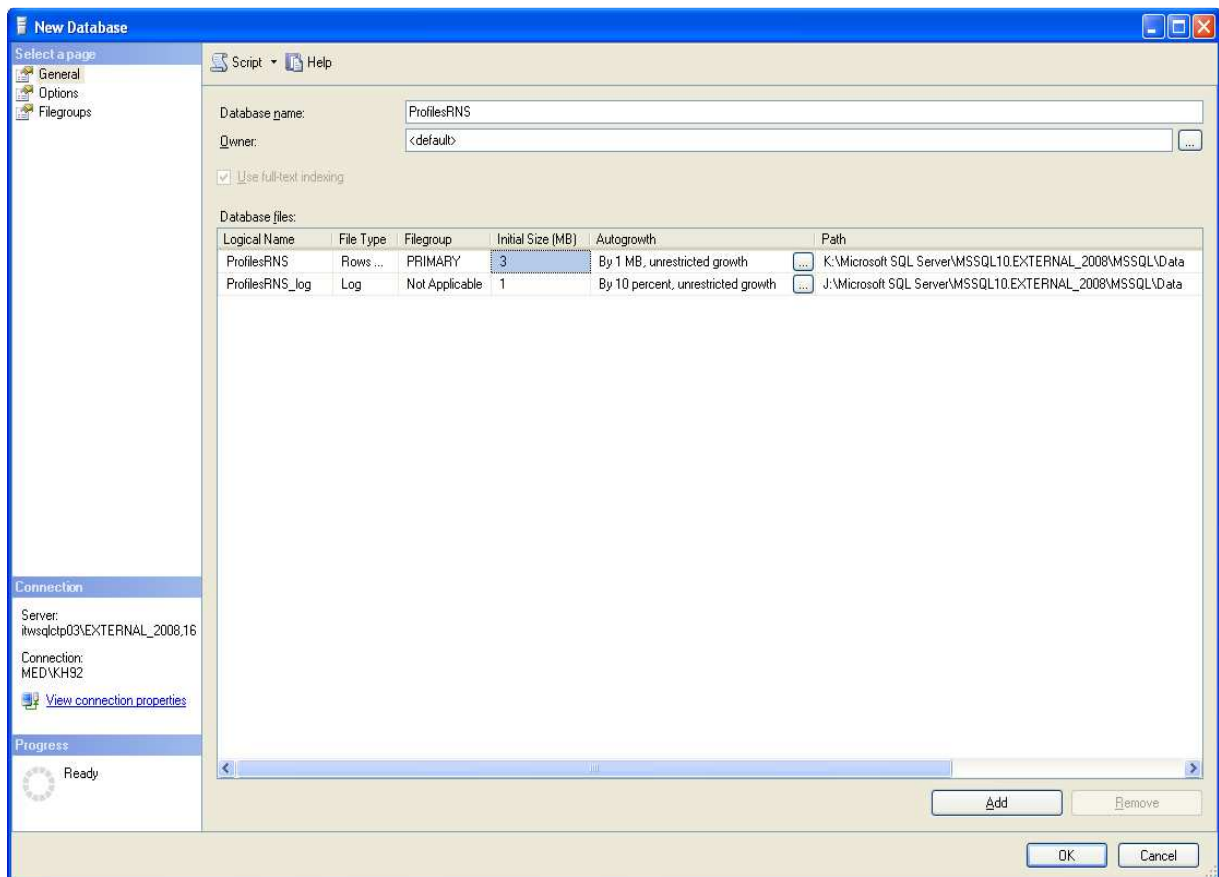 New Database
Select a page
General
Options
Filegroups
Script Help
Database name: ProfilesRNS
Owner: <default> ...
Use full-text indexing
Database files:
Logical Name File Type Filegroup Initial Size (MB) Autogrowth Path
ProfilesRNS Rows ... PRIMARY 3 By 1 MB, unrestricted growth ... K:\Microsoft SQL Server\MSSQL10.EXTERNAL_2008\MSSQL\Data
ProfilesRNS_log Log Not Applicable 1 By 10 percent, unrestricted growth ... J:\Microsoft SQL Server\MSSQL10.EXTERNAL_2008\MSSQL\Data
Connection
Server:
itwsqlctp03\EXTERNAL_2008,16
Connection:
MED\KH92
View connection properties
Progress
Ready
Add Remove
OK Cancel